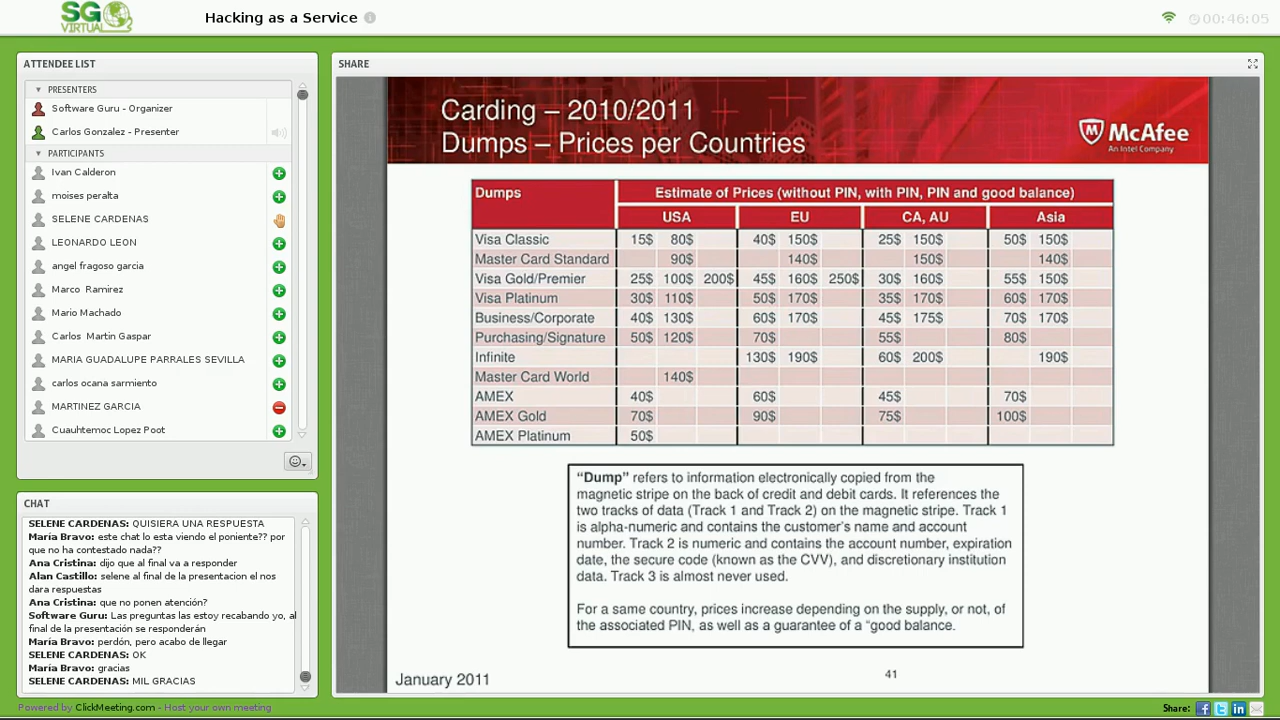 SG
VIRTUAL
Hacking as a Service
00:46:05
ATTENDEE LIST
PRESENTERS
Software Guru - Organizer
Carlos Gonzalez - Presenter
PARTICIPANTS
Ivan Calderon
moises peralta
SELENE CARDENAS
LEONARDO LEON
angel fragoso garcia
Marco Ramirez
Mario Machado
Carlos Martin Gaspar
MARIA GUADALUPE PARRALES SEVILLA
carlos ocana sarmiento
MARTINEZ GARCIA
Cuauhtemoc Lopez Poot
CHAT
SELENE CARDENAS: QUISIERA UNA RESPUESTA
María Bravo: este chat lo esta viendo el poniente?? por
que no ha contestado nada??
Ana Cristina: dijo que al final va a responder
Alan Castillo: selene al final de la presentacion el nos
dara respuestas
Ana Cristina: que no ponen atención?
Software Guru: Las preguntas las estoy recabando yo, al
final de la presentación se responderán
María Bravo: perdón, pero acabo de llegar
SELENE CARDENAS: OK
María Bravo: gracias
SELENE CARDENAS: MIL GRACIAS
SHARE
Carding – 2010/2011
Dumps – Prices per Countries
McAfee
An Intel Company
Dumps Estimate of Prices (without PIN, with PIN, PIN and good balance)
USA EU CA, AU Asia
Visa Classic 15$ 80$ 40$ 150$ 25$ 150$ 50$ 150$
Master Card Standard 90$ 140$ 150$ 140$
Visa Gold/Premier 25$ 100$ 200$ 45$ 160$ 250$ 30$ 160$ 55$ 150$
Visa Platinum 30$ 110$ 50$ 170$ 35$ 170$ 60$ 170$
Business/Corporate 40$ 130$ 60$ 170$ 45$ 175$ 70$ 170$
Purchasing/Signature 50$ 120$ 70$ 55$ 80$
Infinite 130$ 190$ 60$ 200$ 190$
Master Card World 140$
AMEX 40$ 60$ 45$ 70$
AMEX Gold 70$ 90$ 75$ 100$
AMEX Platinum 50$
“Dump” refers to information electronically copied from the
magnetic stripe on the back of credit and debit cards. It references the
two tracks of data (Track 1 and Track 2) on the magnetic stripe. Track 1
is alpha-numeric and contains the customer’s name and account
number. Track 2 is numeric and contains the account number, expiration
date, the secure code (known as the CVV), and discretionary institution
data. Track 3 is almost never used.
For a same country, prices increase depending on the supply, or not, of
the associated PIN, as well as a guarantee of a “good balance.
January 2011
41
Powered by ClickMeeting.com - Host your own meeting
Share: